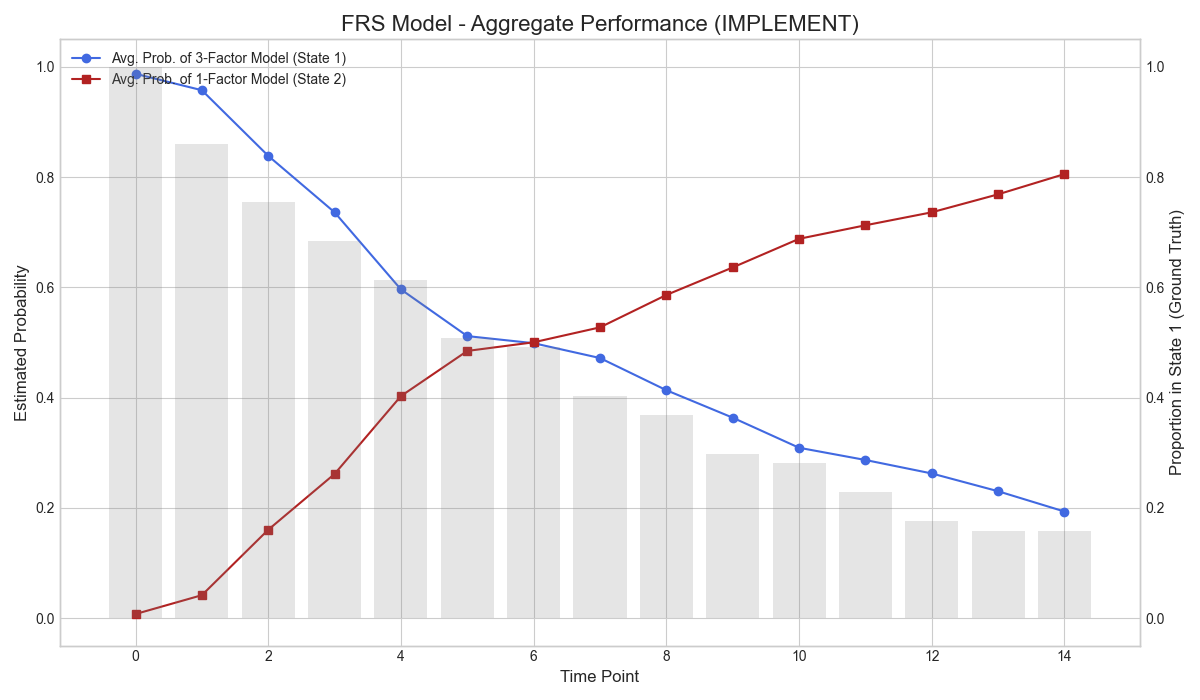 FRS Model - Aggregate Performance (IMPLEMENT)
Avg. Prob. of 3-Factor Model (State 1)
Avg. Prob. of 1-Factor Model (State 2)
Estimated Probability
1.0
0.8
0.6
0.4
0.2
0.0
1.0
0.8
0.6
0.4
0.2
0.0
Proportion in State 1 (Ground Truth)
0 2 4 6 8 10 12 14
Time Point